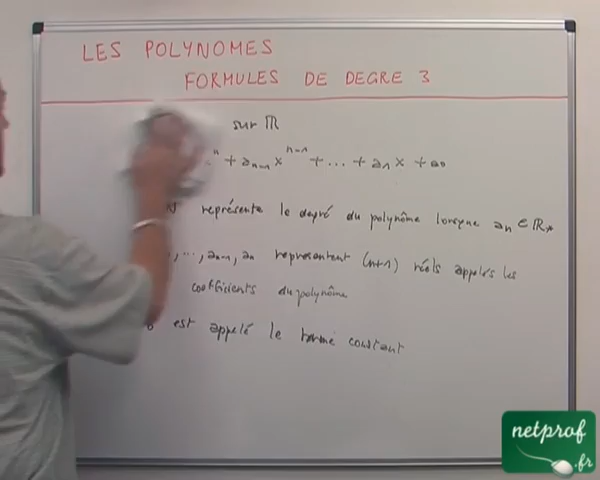 LES POLYNOMES
FORMULES DE DEGRE 3
sur ℝ
ⁿ + aₙ₋₁ x ⁿ⁻¹ + ... + a₁ x + a₀
représente le degré du polynôme lorsque aₙ ∈ ℝ*
, ..., aₙ₋₁, aₙ représentent (n+1) réels appelés les
coefficients du polynôme
est appelé le terme constant
netprof
.fr